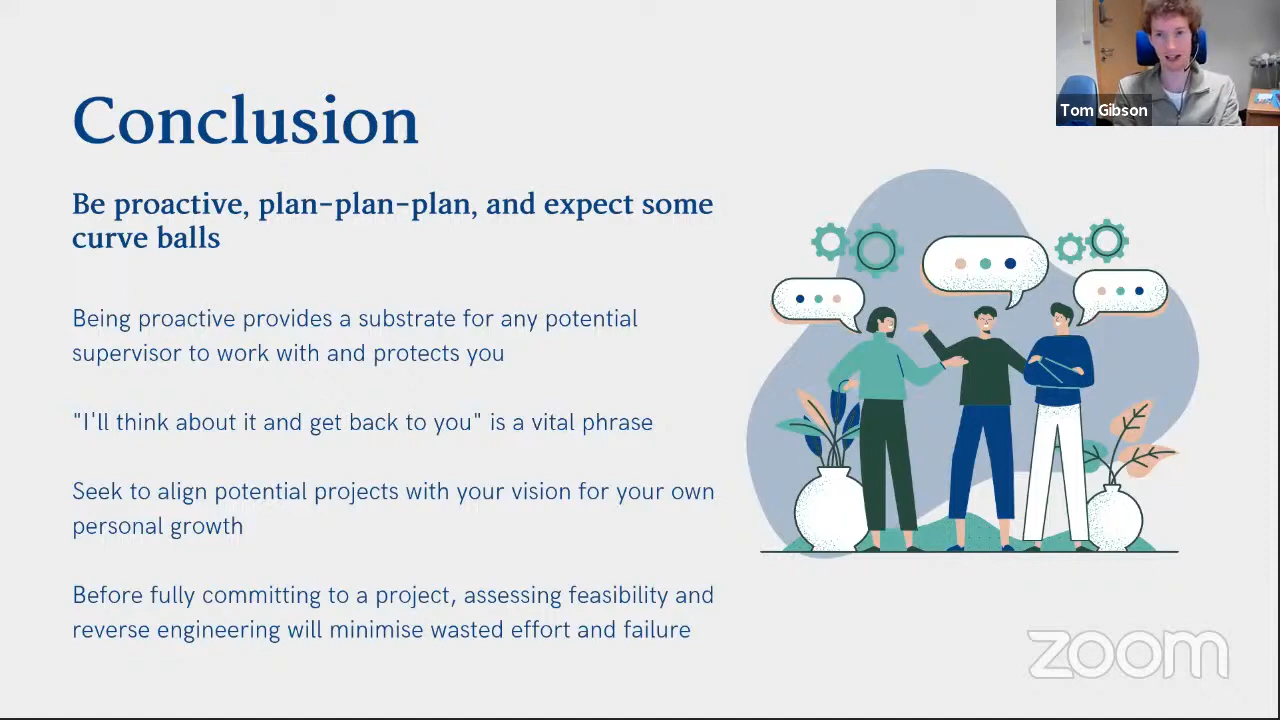 Conclusion
Tom Gibson
Be proactive, plan-plan-plan, and expect some
curve balls
Being proactive provides a substrate for any potential
supervisor to work with and protects you
"I'll think about it and get back to you" is a vital phrase
Seek to align potential projects with your vision for your own
personal growth
Before fully committing to a project, assessing feasibility and
reverse engineering will minimise wasted effort and failure
zoom